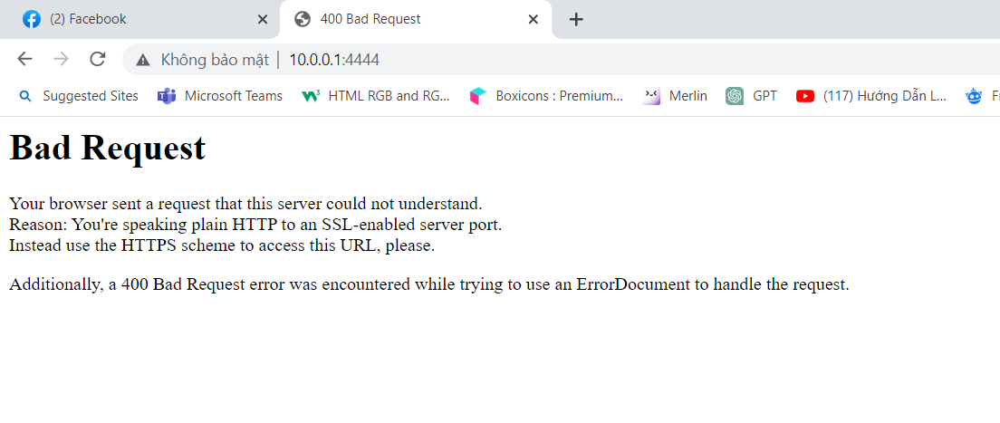 (2) Facebook
400 Bad Request
Không bảo mật | 10.0.0.1:4444
Suggested Sites
Microsoft Teams
HTML RGB and RG...
Boxicons : Premium...
Merlin
GPT
(117) Hướng Dẫn L...
Bad Request
Your browser sent a request that this server could not understand.
Reason: You're speaking plain HTTP to an SSL-enabled server port.
Instead use the HTTPS scheme to access this URL, please.
Additionally, a 400 Bad Request error was encountered while trying to use an ErrorDocument to handle the request.